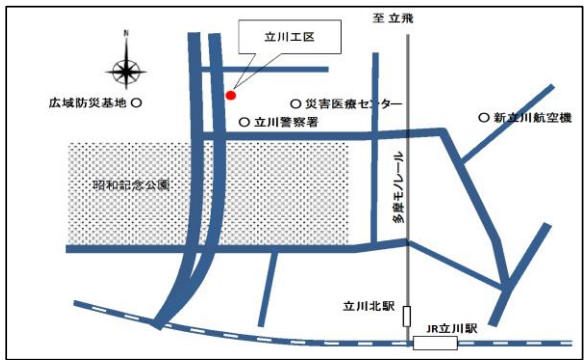 至 立飛
N
立川工区
広域防災基地
災害医療センター
立川警察署
新立川航空機
昭和記念公園
多摩モノレール
立川北駅
JR立川駅